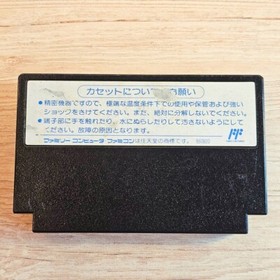 カセットについてのお願い
●精密機器ですので、極端な温度条件下での使用や保管および強い
ショックをさけてください。また、絶対に分解しないでください。
●端子部に手を触れたり、水にぬらしたりして汚さないようにして
ください。故障の原因となります。
ファミリーコンピュータ ファミコンは任天堂の商標です。